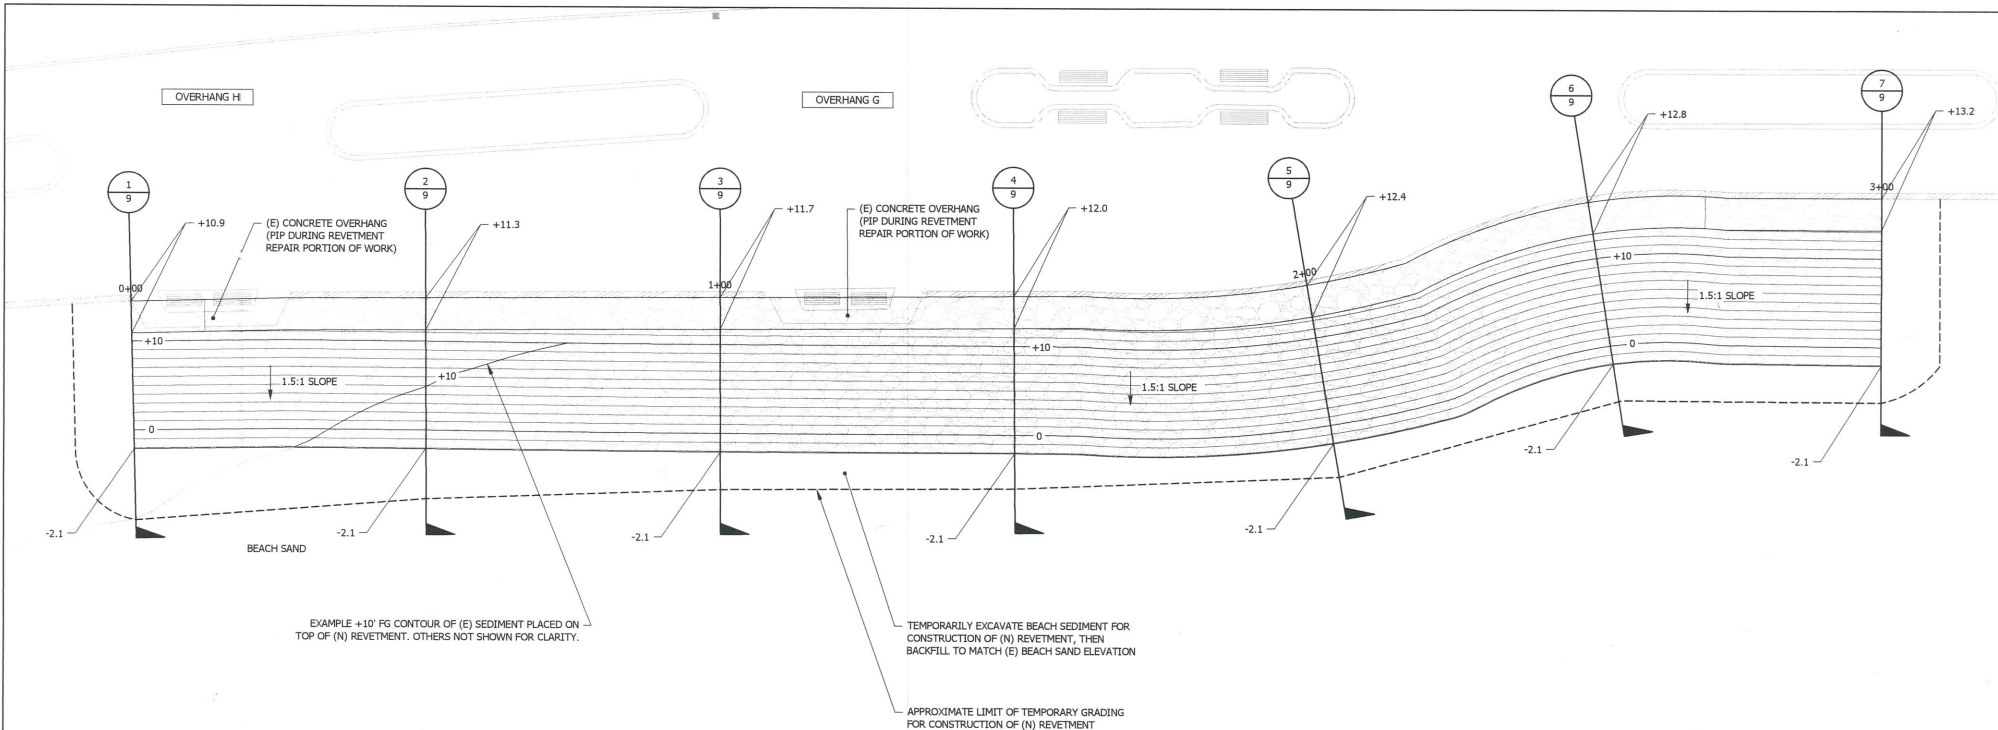 OVERHANG H
OVERHANG G
6
9
7
9
+12.8
+13.2
1
9
2
9
3
9
4
9
5
9
3+00
+10.9
(E) CONCRETE OVERHANG
(PIP DURING REVETMENT
REPAIR PORTION OF WORK)
+11.3
+11.7
(E) CONCRETE OVERHANG
(PIP DURING REVETMENT
REPAIR PORTION OF WORK)
+12.0
+12.4
0+00
1+00
2+00
+10
+10
+10
+10
1.5:1 SLOPE
1.5:1 SLOPE
1.5:1 SLOPE
0
0
0
-2.1
-2.1
-2.1
-2.1
-2.1
-2.1
-2.1
BEACH SAND
EXAMPLE +10' FG CONTOUR OF (E) SEDIMENT PLACED ON
TOP OF (N) REVETMENT. OTHERS NOT SHOWN FOR CLARITY.
TEMPORARILY EXCAVATE BEACH SEDIMENT FOR
CONSTRUCTION OF (N) REVETMENT, THEN
BACKFILL TO MATCH (E) BEACH SAND ELEVATION
APPROXIMATE LIMIT OF TEMPORARY GRADING
FOR CONSTRUCTION OF (N) REVETMENT